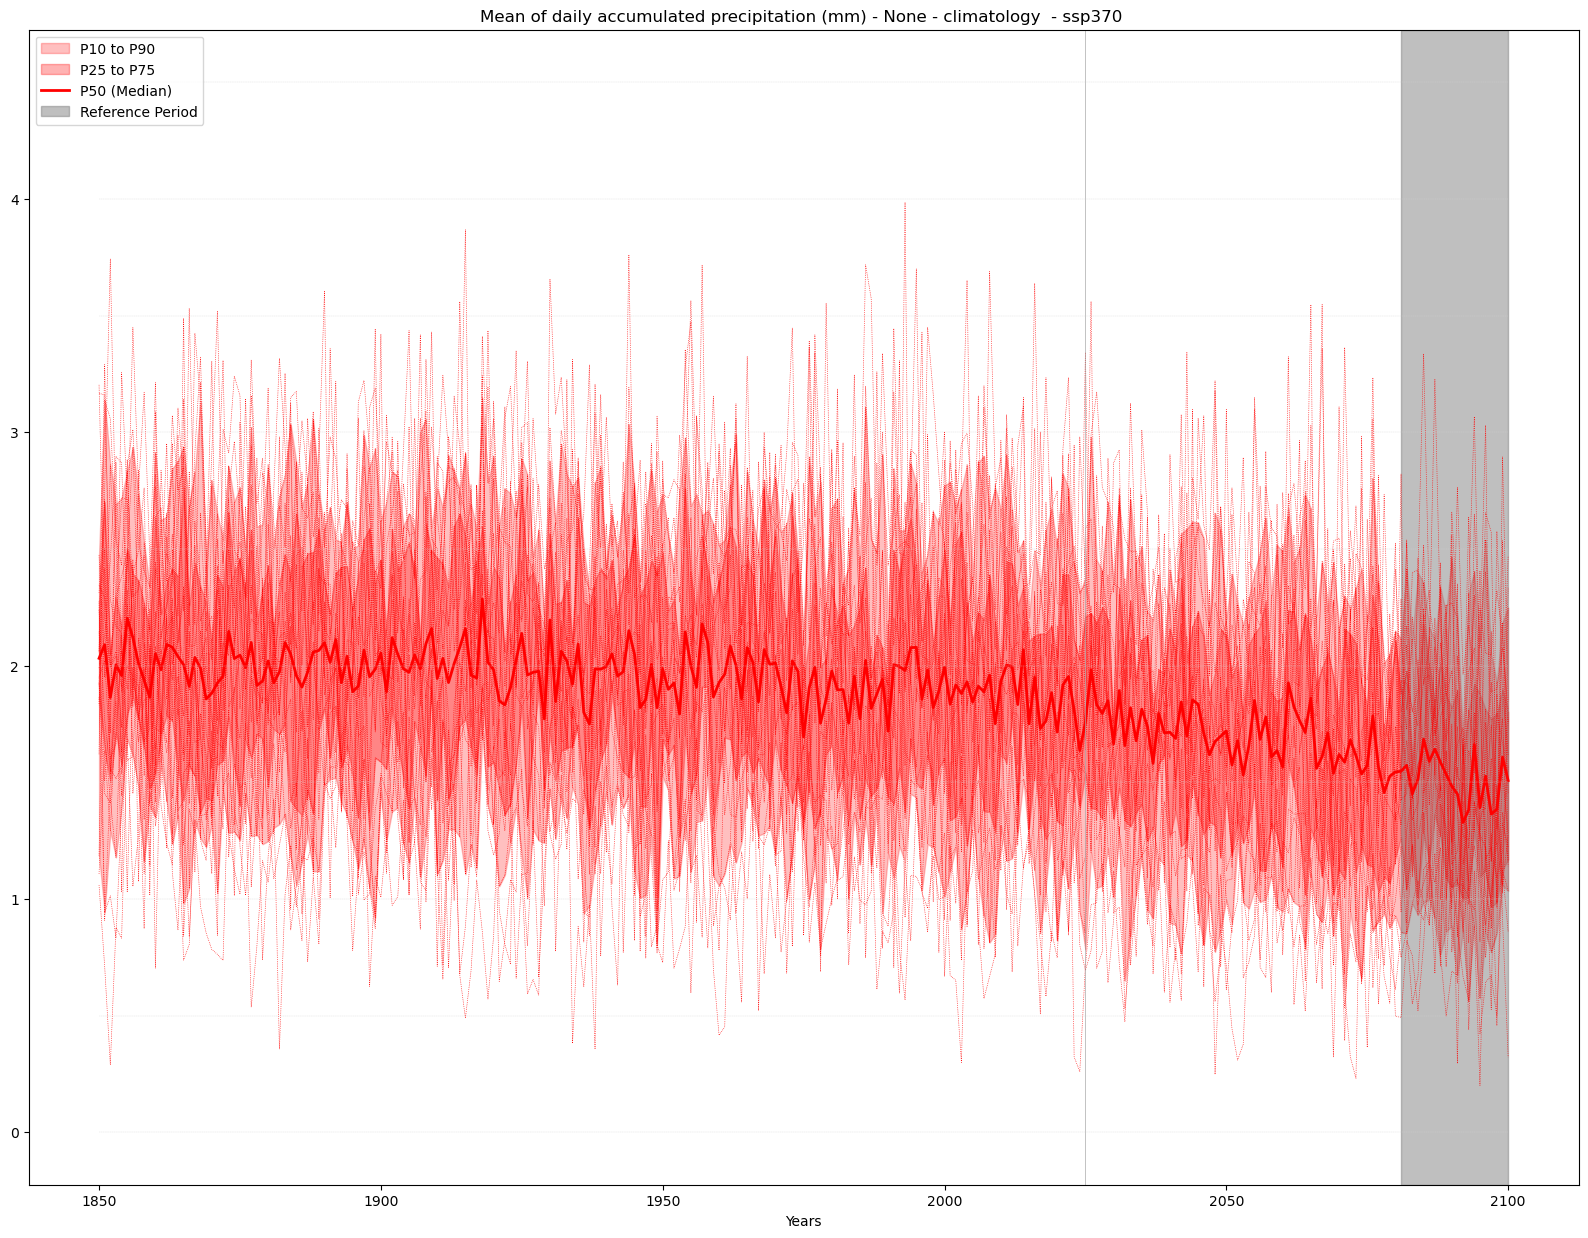 Mean of daily accumulated precipitation (mm) - None - climatology  - ssp370
P10 to P90
P25 to P75
P50 (Median)
Reference Period
4
3
2
1
0
1850
1900
1950
2000
2050
2100
Years